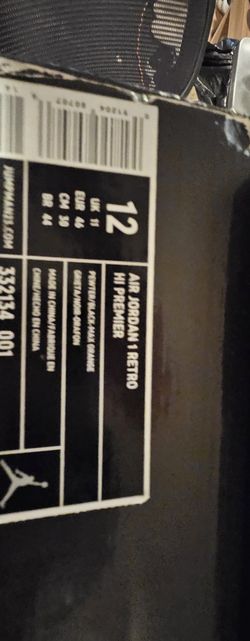 AIR JORDAN 1 RETRO
HI PREMIER
12
UK 11
EUR 46
CM 30
BR 44
PEWTER/BLACK-MAX ORANGE
MADE IN CHINA/FABRIQUE EN
CHINE/HECHO EN CHINA
JUMPMAN23.COM
332134 001
14